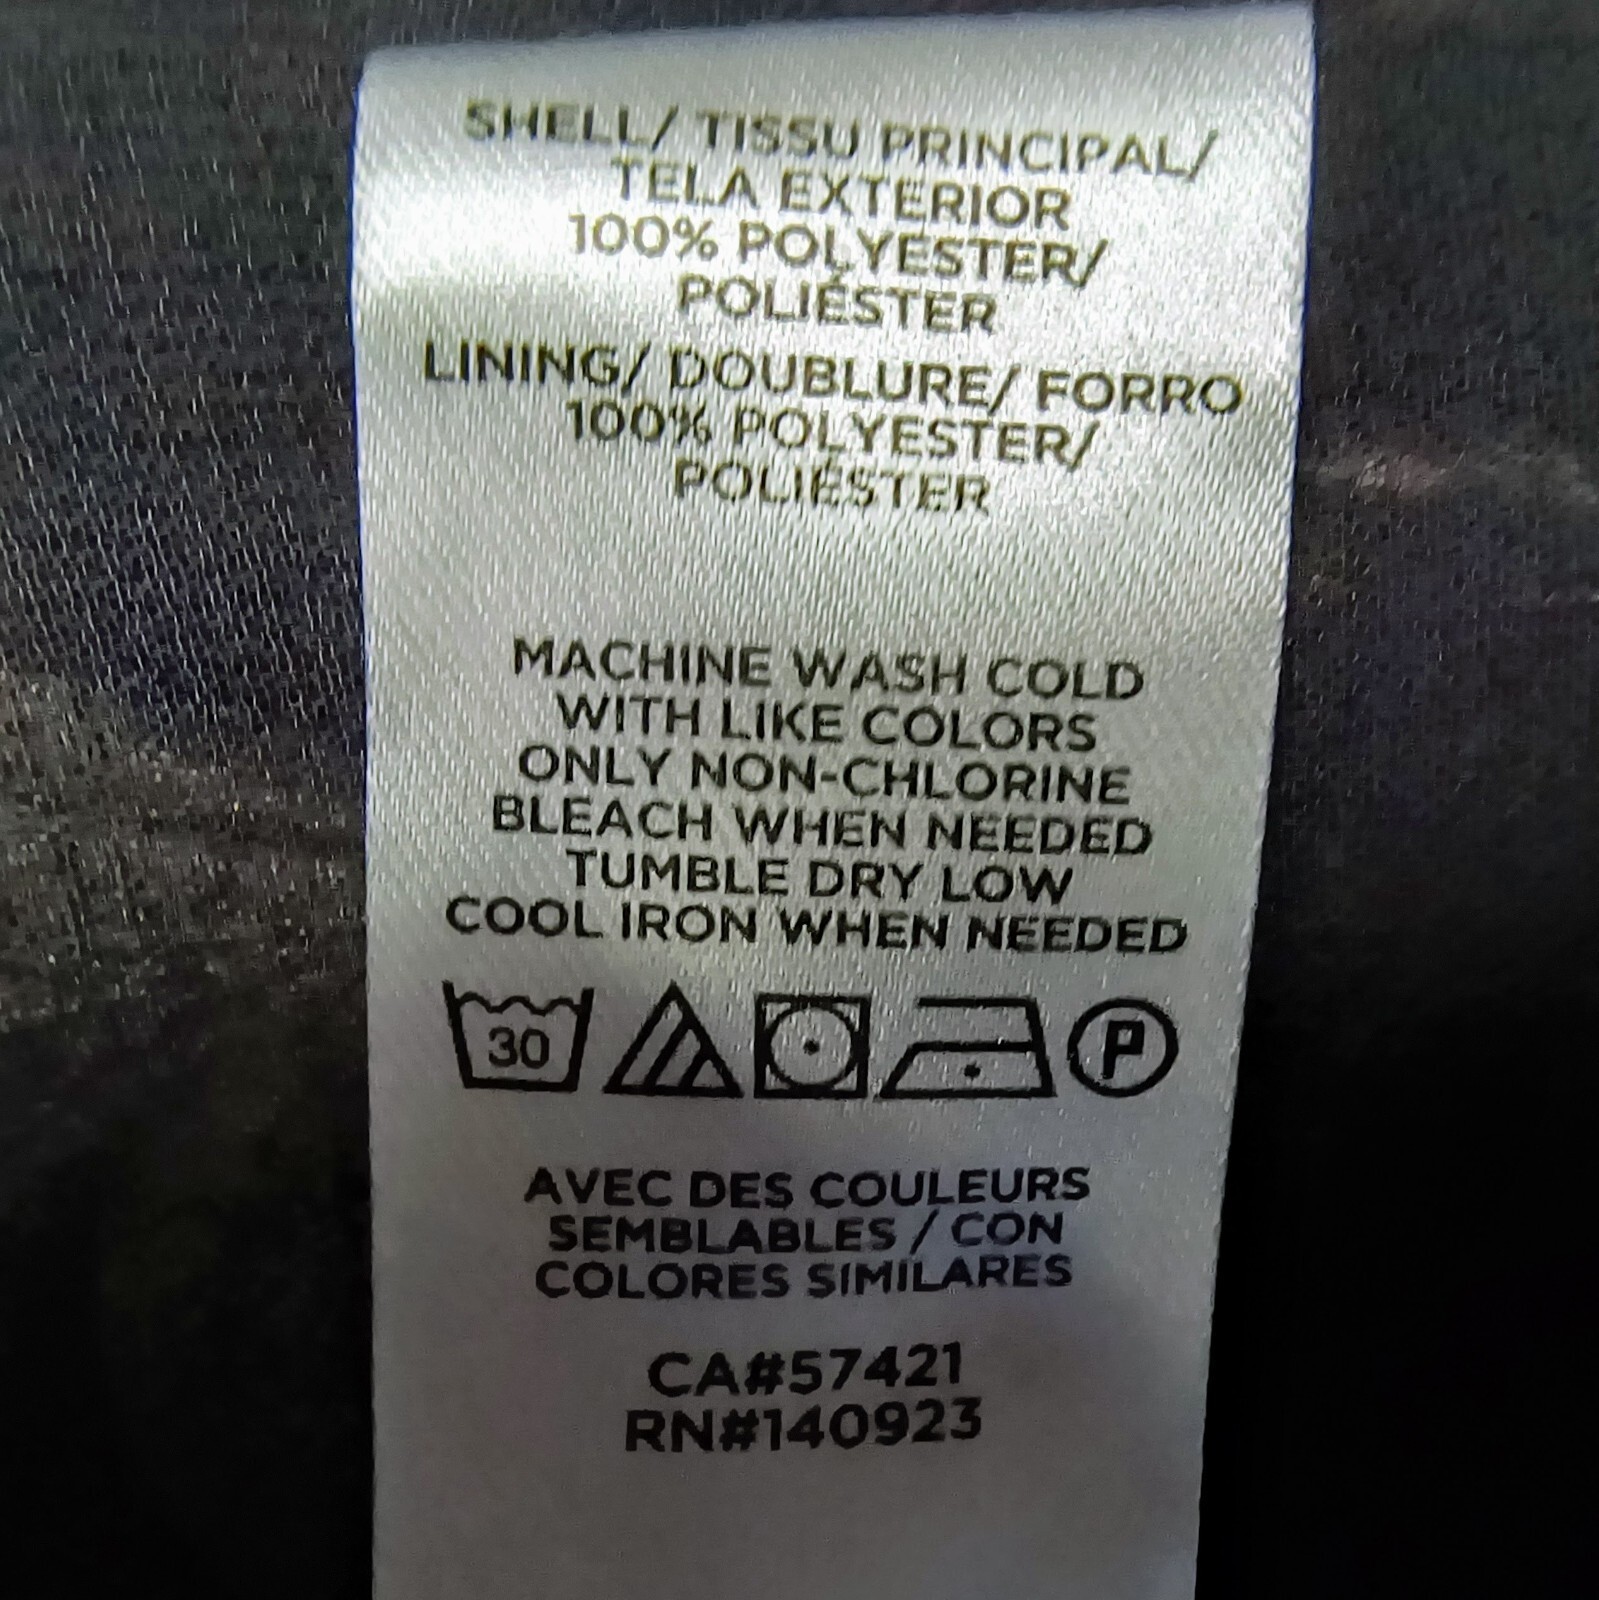 SHELL/ TISSU PRINCIPAL/
TELA EXTERIOR
100% POLYESTER/
POLIÉSTER
LINING/ DOUBLURE/ FORRO
100% POLYESTER/
POLIÉSTER
MACHINE WASH COLD
WITH LIKE COLORS
ONLY NON-CHLORINE
BLEACH WHEN NEEDED
TUMBLE DRY LOW
COOL IRON WHEN NEEDED
30 P
AVEC DES COULEURS
SEMBLABLES / CON
COLORES SIMILARES
CA#57421
RN#140923